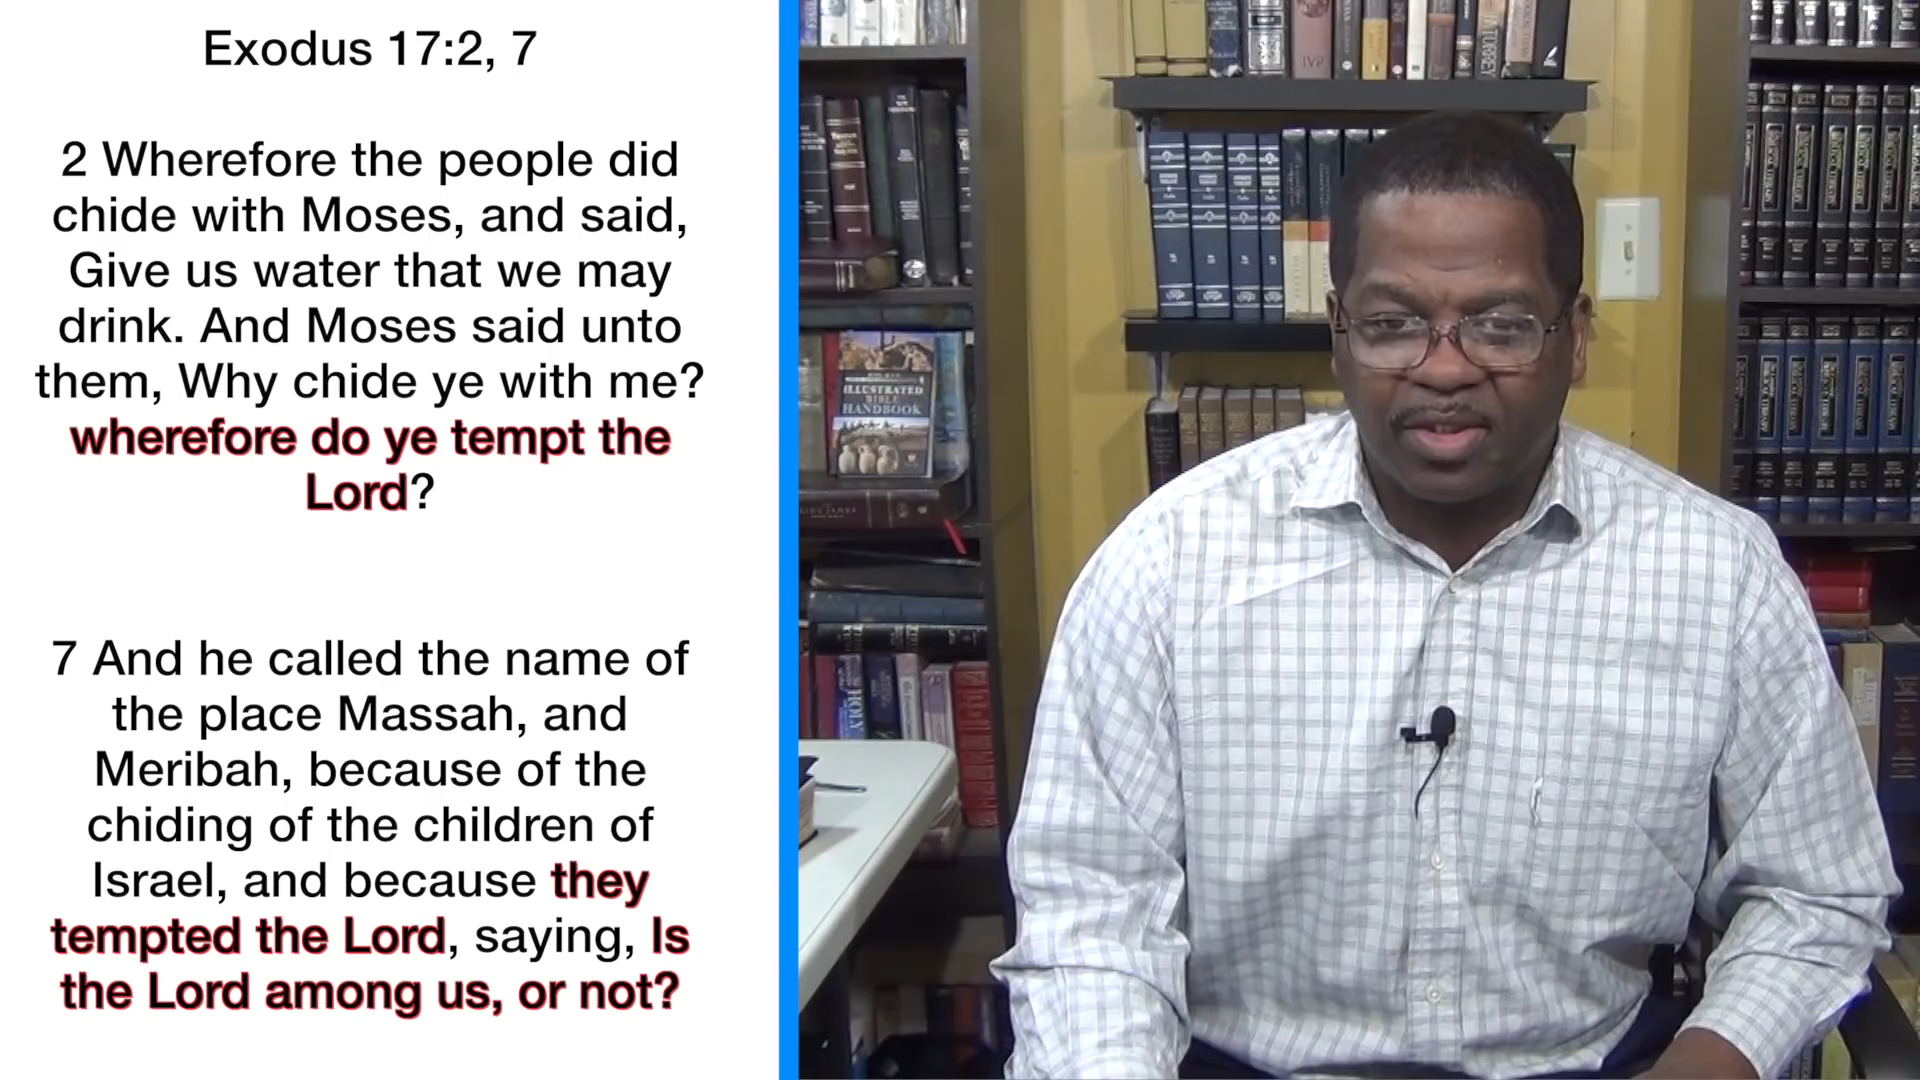 Exodus 17:2, 7
2 Wherefore the people did
chide with Moses, and said,
Give us water that we may
drink. And Moses said unto
them, Why chide ye with me?
wherefore do ye tempt the
Lord?
7 And he called the name of
the place Massah, and
Meribah, because of the
chiding of the children of
Israel, and because they
tempted the Lord, saying, Is
the Lord among us, or not?
IVP
ILLUSTRATED
BIBLE
HANDBOOK
KING JAMES
HOLY